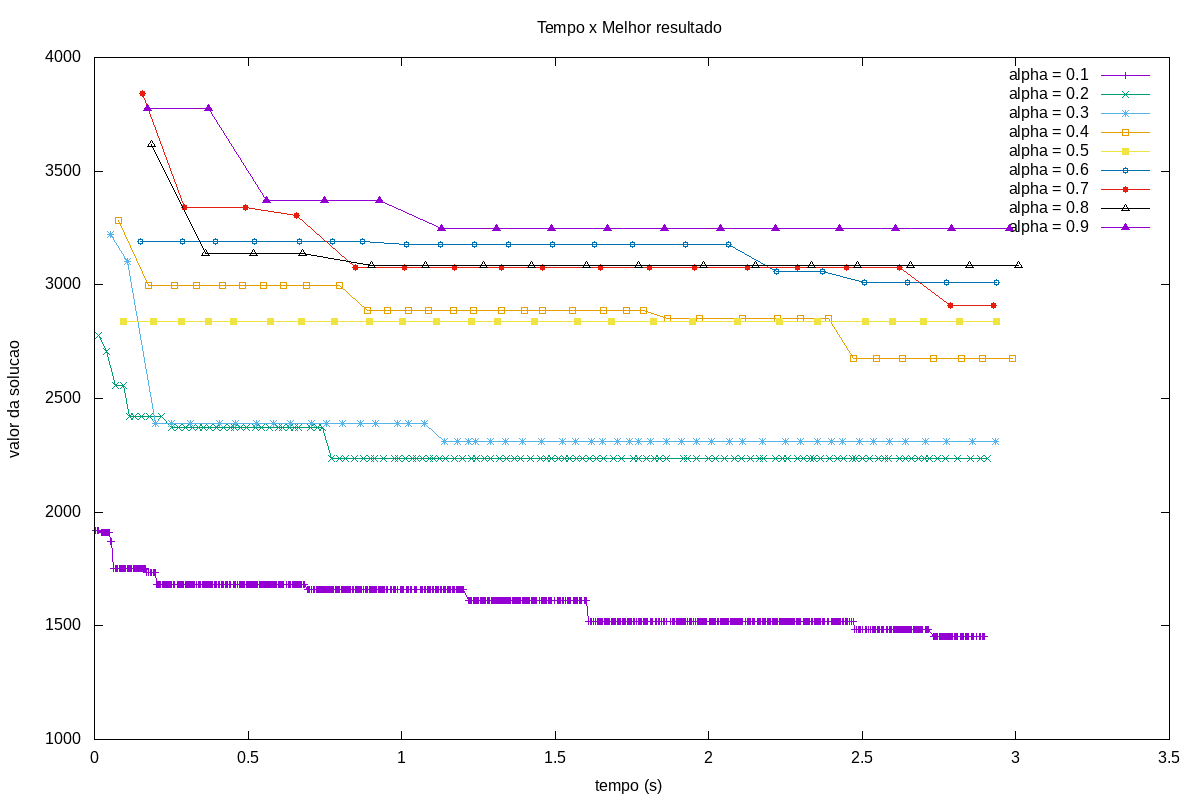 Tempo x Melhor resultado
4000
3500
3000
2500
2000
1500
1000
valor da solucao
alpha = 0.1
alpha = 0.2
alpha = 0.3
alpha = 0.4
alpha = 0.5
alpha = 0.6
alpha = 0.7
alpha = 0.8
alpha = 0.9
0 0.5 1 1.5 2 2.5 3 3.5
tempo (s)